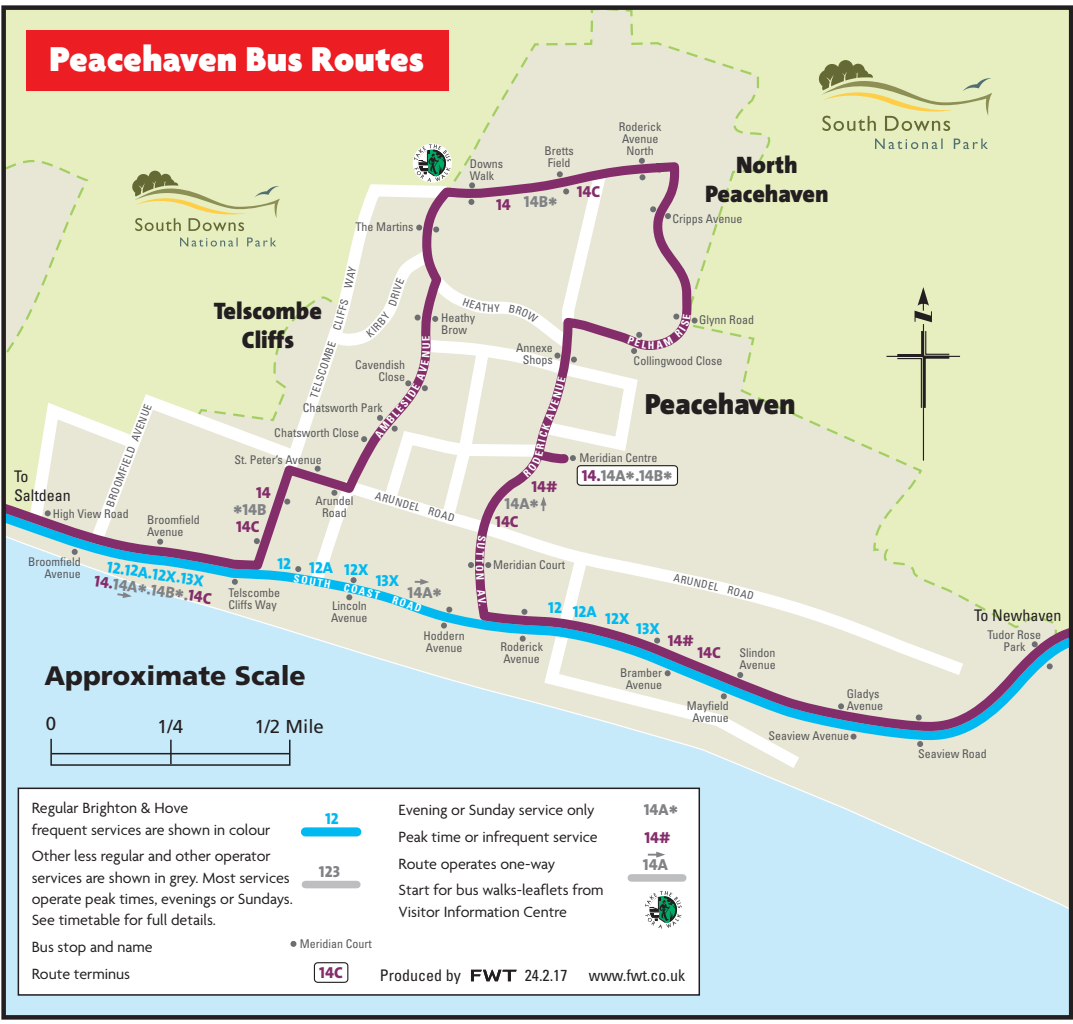 Peacehaven Bus Routes
South Downs
National Park
South Downs
National Park
TAKE THE BUS
FOR A WALK
Roderick
Avenue
North
Bretts
Field
Downs
Walk
North
Peacehaven
14
14B*
14C
Cripps Avenue
The Martins
TELSCOMBE CLIFFS WAY
KIRBY DRIVE
HEATHY BROW
Telscombe
Cliffs
Heathy
Brow
Glynn Road
PELHAM RISE
Collingwood Close
Annexe
Shops
Cavendish
Close
AMBLESIDE AVENUE
Chatsworth Park
Chatsworth Close
Peacehaven
RODERICK AVENUE
N
BROOMFIELD AVENUE
St. Peter's Avenue
Meridian Centre
14.14A*.14B*
To
Saltdean
High View Road
14
*14B
14C
Arundel
Road
ARUNDEL ROAD
14#
14A*
14C
Broomfield
Avenue
Broomfield
Avenue
12.12A.12X.13X
14.14A*.14B*.14C
Telscombe
Cliffs Way
12
12A
12X
13X
14A*
SOUTH COAST ROAD
Lincoln
Avenue
SUTTON AV.
Meridian Court
ARUNDEL ROAD
Hoddern
Avenue
Roderick
Avenue
12
12A
12X
13X
14#
14C
To Newhaven
Tudor Rose
Park
Slindon
Avenue
Bramber
Avenue
Mayfield
Avenue
Gladys
Avenue
Seaview Avenue
Seaview Road
Approximate Scale
0 1/4 1/2 Mile
Regular Brighton & Hove
frequent services are shown in colour
12
Other less regular and other operator
services are shown in grey. Most services
operate peak times, evenings or Sundays.
See timetable for full details.
123
Bus stop and name
Meridian Court
Route terminus
14C
Evening or Sunday service only
14A*
Peak time or infrequent service
14#
Route operates one-way
14A
Start for bus walks-leaflets from
Visitor Information Centre
TAKE THE BUS
FOR A WALK
Produced by FWT 24.2.17 www.fwt.co.uk